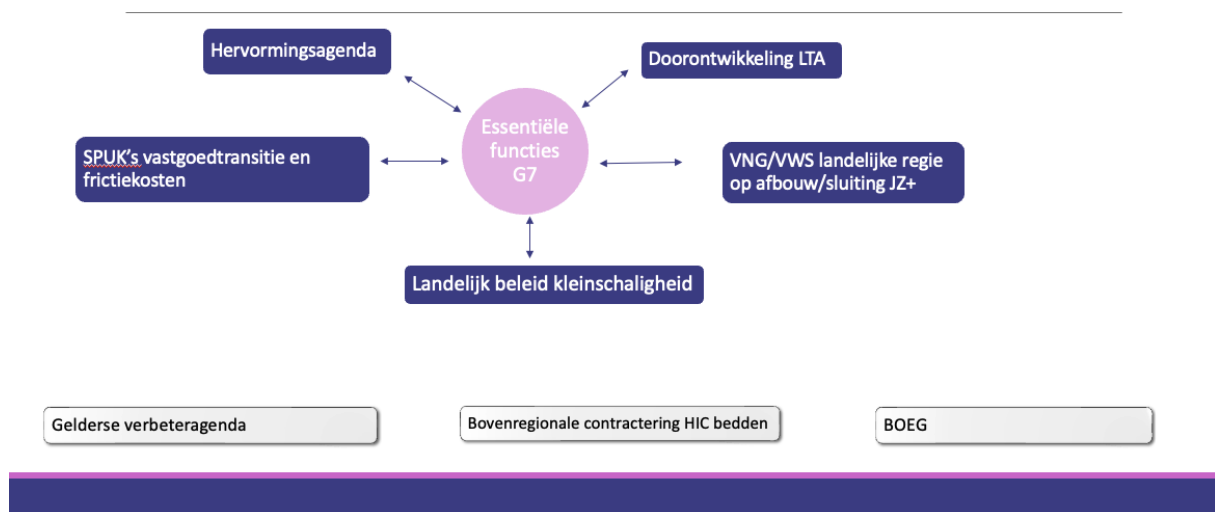 Hervormingsagenda
Doorontwikkeling LTA
Essentiële
functies
G7
SPUK's vastgoedtransitie en
frictiekosten
VNG/VWS landelijke regie
op afbouw/sluiting JZ+
Landelijk beleid kleinschaligheid
Gelderse verbeteragenda
Bovenregionale contractering HIC bedden
BOEG